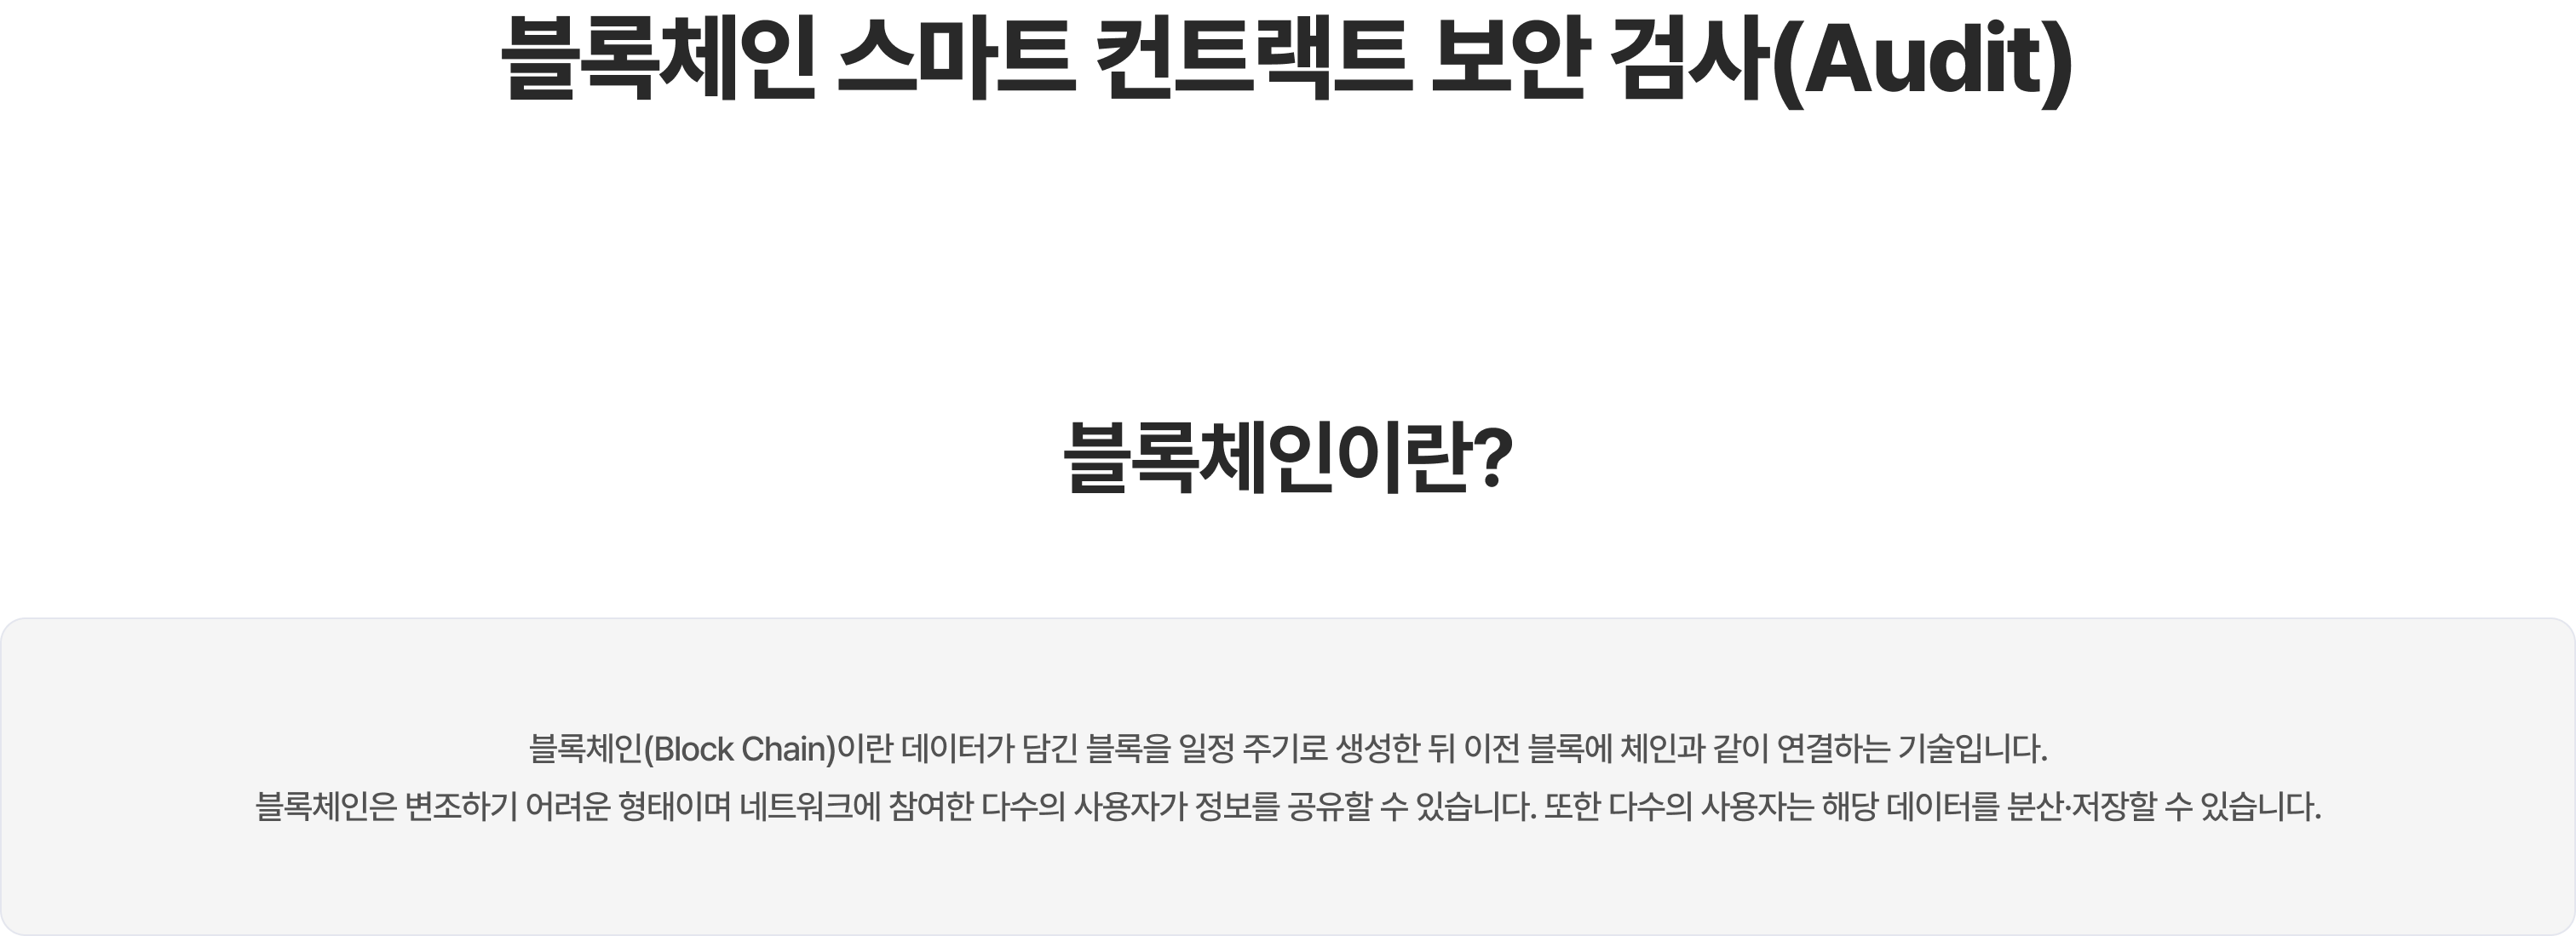 블록체인 스마트 컨트랙트 보안 검사(Audit)
블록체인이란?
블록체인(Block Chain)이란 데이터가 담긴 블록을 일정 주기로 생성한 뒤 이전 블록에 체인과 같이 연결하는 기술입니다.
블록체인은 변조하기 어려운 형태이며 네트워크에 참여한 다수의 사용자가 정보를 공유할 수 있습니다. 또한 다수의 사용자는 해당 데이터를 분산·저장할 수 있습니다.